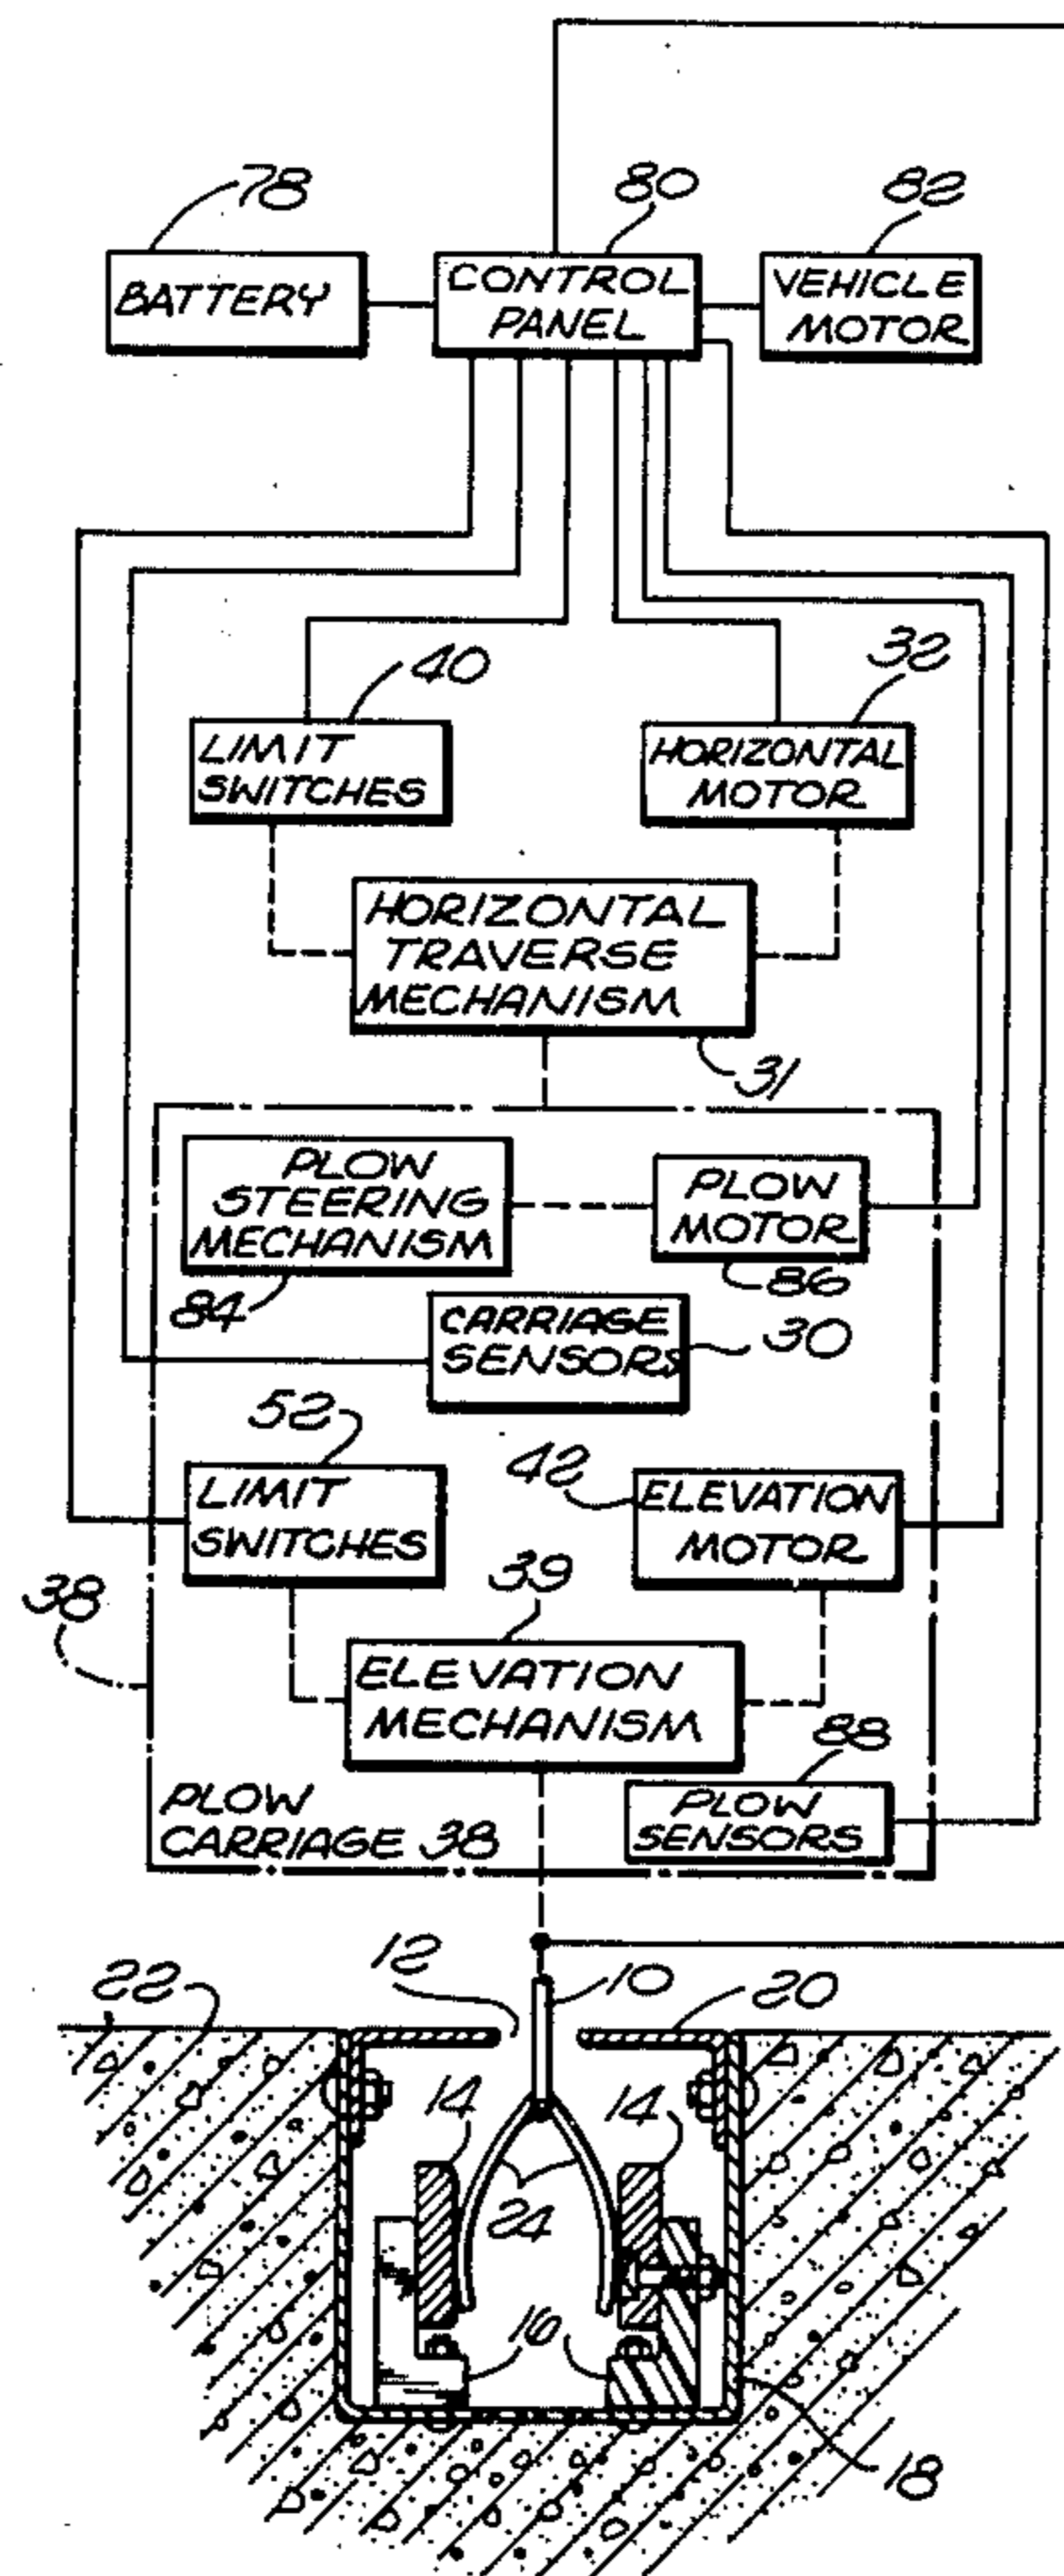 78
80
82
BATTERY
CONTROL
PANEL
VEHICLE
MOTOR
40
32
LIMIT
SWITCHES
HORIZONTAL
MOTOR
HORIZONTAL
TRAVERSE
MECHANISM
31
PLOW
STEERING
MECHANISM
PLOW
MOTOR
84
86
CARRIAGE
SENSORS
30
52
42
LIMIT
SWITCHES
ELEVATION
MOTOR
38
39
ELEVATION
MECHANISM
88
PLOW
CARRIAGE 38
PLOW
SENSORS
22
12
10
20
14
14
24
16
18